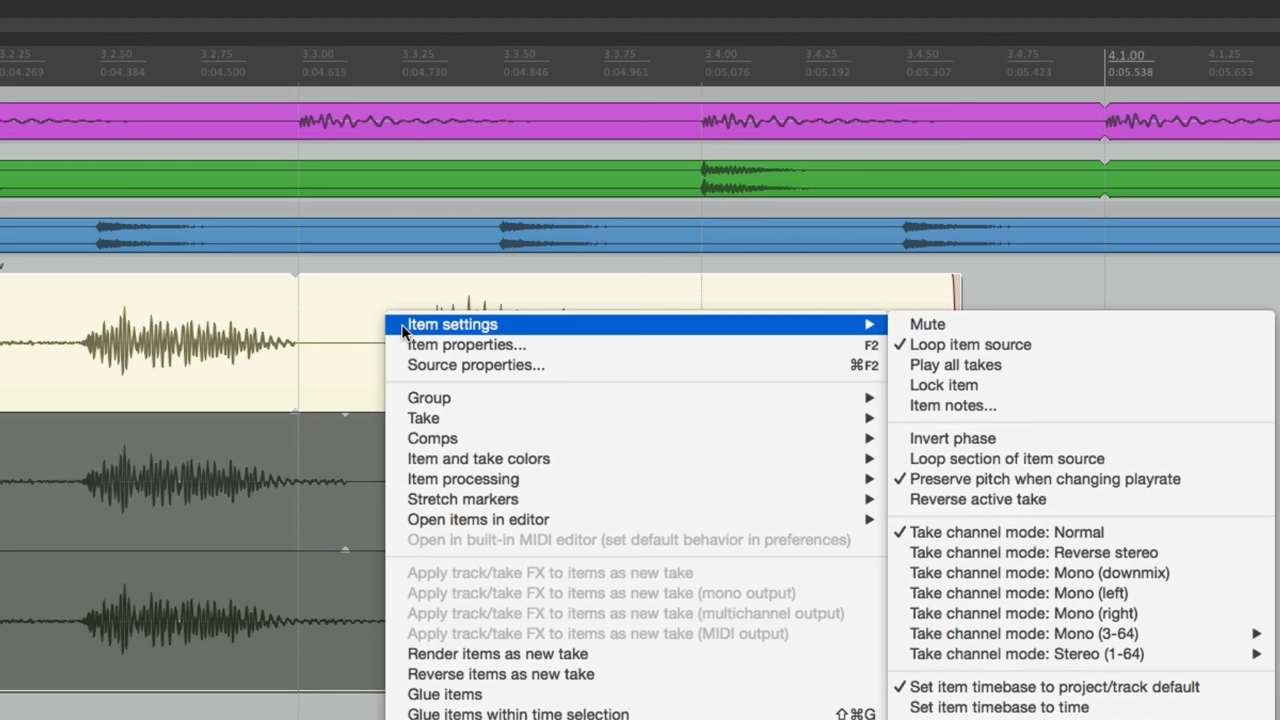 3.2.25 3.2.50 3.2.75 3.3.00 3.3.25 3.3.50 3.3.75 3.4.00 3.4.25 3.4.50 3.4.75 4.1.00 4.1.25
0:04.269 0:04.384 0:04.500 0:04.615 0:04.730 0:04.846 0:04.961 0:05.076 0:05.192 0:05.307 0:05.423 0:05.538 0:05.653
Item settings
Item properties... F2
Source properties... ⌘F2
Group
Take
Comps
Item and take colors
Item processing
Stretch markers
Open items in editor
Open in built-in MIDI editor (set default behavior in preferences)
Apply track/take FX to items as new take
Apply track/take FX to items as new take (mono output)
Apply track/take FX to items as new take (multichannel output)
Apply track/take FX to items as new take (MIDI output)
Render items as new take
Reverse items as new take
Glue items
Glue items within time selection ⇧⌘G
Mute
✓ Loop item source
Play all takes
Lock item
Item notes...
Invert phase
Loop section of item source
✓ Preserve pitch when changing playrate
Reverse active take
✓ Take channel mode: Normal
Take channel mode: Reverse stereo
Take channel mode: Mono (downmix)
Take channel mode: Mono (left)
Take channel mode: Mono (right)
Take channel mode: Mono (3-64)
Take channel mode: Stereo (1-64)
✓ Set item timebase to project/track default
Set item timebase to time